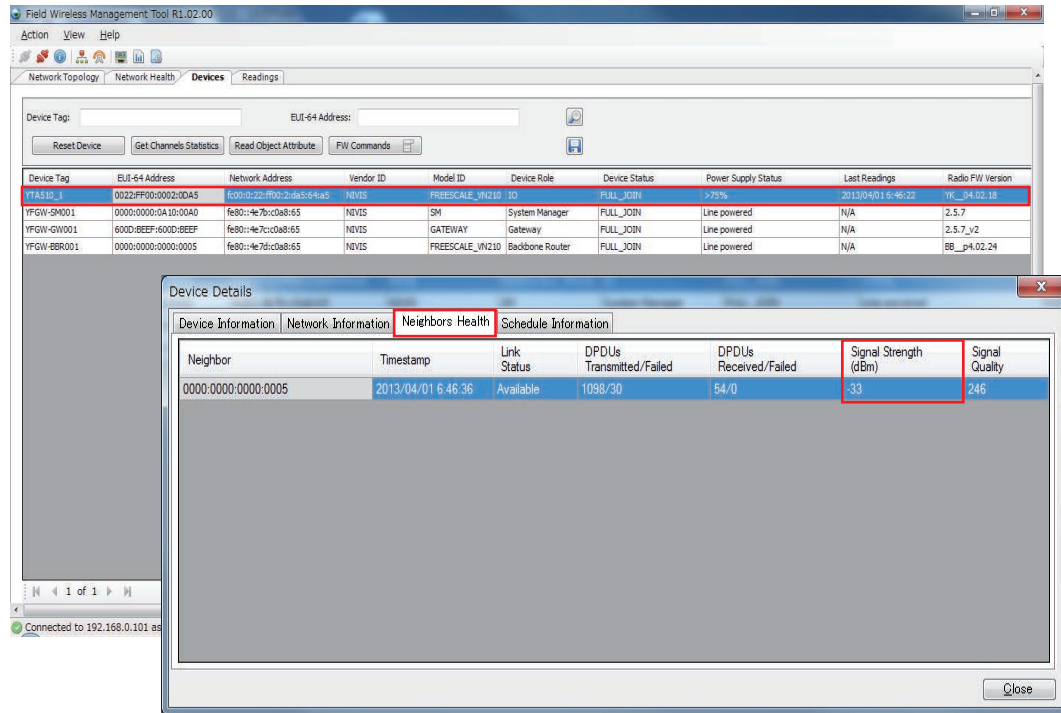 Field Wireless Management Tool R1.02.00
Action View Help
Network Topology Network Health Devices Readings
Device Tag: EUI-64 Address:
Reset Device Get Channels Statistics Read Object Attribute FW Commands
Device Tag EUI-64 Address Network Address Vendor ID Model ID Device Role Device Status Power Supply Status Last Readings Radio FW Version
YTA510_1 0022:FF00:0002:0DA5 fc00:0:22:ff00:2:da5:64:a5 NIVIS FREESCALE_VN210 IO FULL_JOIN >75% 2013/04/01 6:46:22 YK__04.02.18
YFGW-SM001 0000:0000:0A10:00A0 fe80::4e7b:c0a8:65 NIVIS SM System Manager FULL_JOIN Line powered N/A 2.5.7
YFGW-GW001 600D:BEEF:600D:BEEF fe80::4e7c:c0a8:65 NIVIS GATEWAY Gateway FULL_JOIN Line powered N/A 2.5.7_v2
YFGW-BBR001 0000:0000:0000:0005 fe80::4e7d:c0a8:65 NIVIS FREESCALE_VN210 Backbone Router FULL_JOIN Line powered N/A BB__p4.02.24
Device Details
Device Information Network Information Neighbors Health Schedule Information
Neighbor Timestamp Link Status DPDUs Transmitted/Failed DPDUs Received/Failed Signal Strength (dBm) Signal Quality
0000:0000:0000:0005 2013/04/01 6:46:36 Available 1098/30 54/0 -33 246
1 of 1
Connected to 192.168.0.101 as
Close